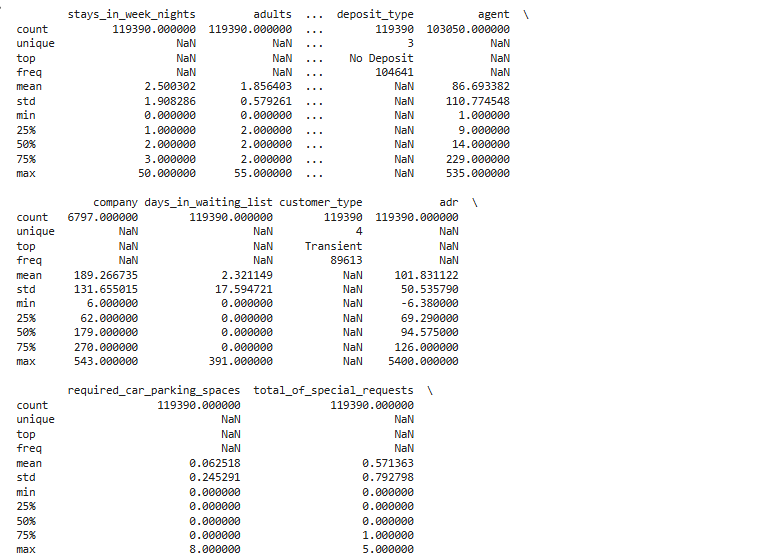 stays_in_week_nights adults ... deposit_type agent \
count 119390.000000 119390.000000 ... 119390 103050.000000
unique NaN NaN ... 3 NaN
top NaN NaN ... No Deposit NaN
freq NaN NaN ... 104641 NaN
mean 2.500302 1.856403 ... NaN 86.693382
std 1.908286 0.579261 ... NaN 110.774548
min 0.000000 0.000000 ... NaN 1.000000
25% 1.000000 2.000000 ... NaN 9.000000
50% 2.000000 2.000000 ... NaN 14.000000
75% 3.000000 2.000000 ... NaN 229.000000
max 50.000000 55.000000 ... NaN 535.000000
company days_in_waiting_list customer_type adr \
count 6797.000000 119390.000000 119390 119390.000000
unique NaN NaN 4 NaN
top NaN NaN Transient NaN
freq NaN NaN 89613 NaN
mean 189.266735 2.321149 NaN 101.831122
std 131.655015 17.594721 NaN 50.535790
min 6.000000 0.000000 NaN -6.380000
25% 62.000000 0.000000 NaN 69.290000
50% 179.000000 0.000000 NaN 94.575000
75% 270.000000 0.000000 NaN 126.000000
max 543.000000 391.000000 NaN 5400.000000
required_car_parking_spaces total_of_special_requests \
count 119390.000000 119390.000000
unique NaN NaN
top NaN NaN
freq NaN NaN
mean 0.062518 0.571363
std 0.245291 0.792798
min 0.000000 0.000000
25% 0.000000 0.000000
50% 0.000000 0.000000
75% 0.000000 1.000000
max 8.000000 5.000000